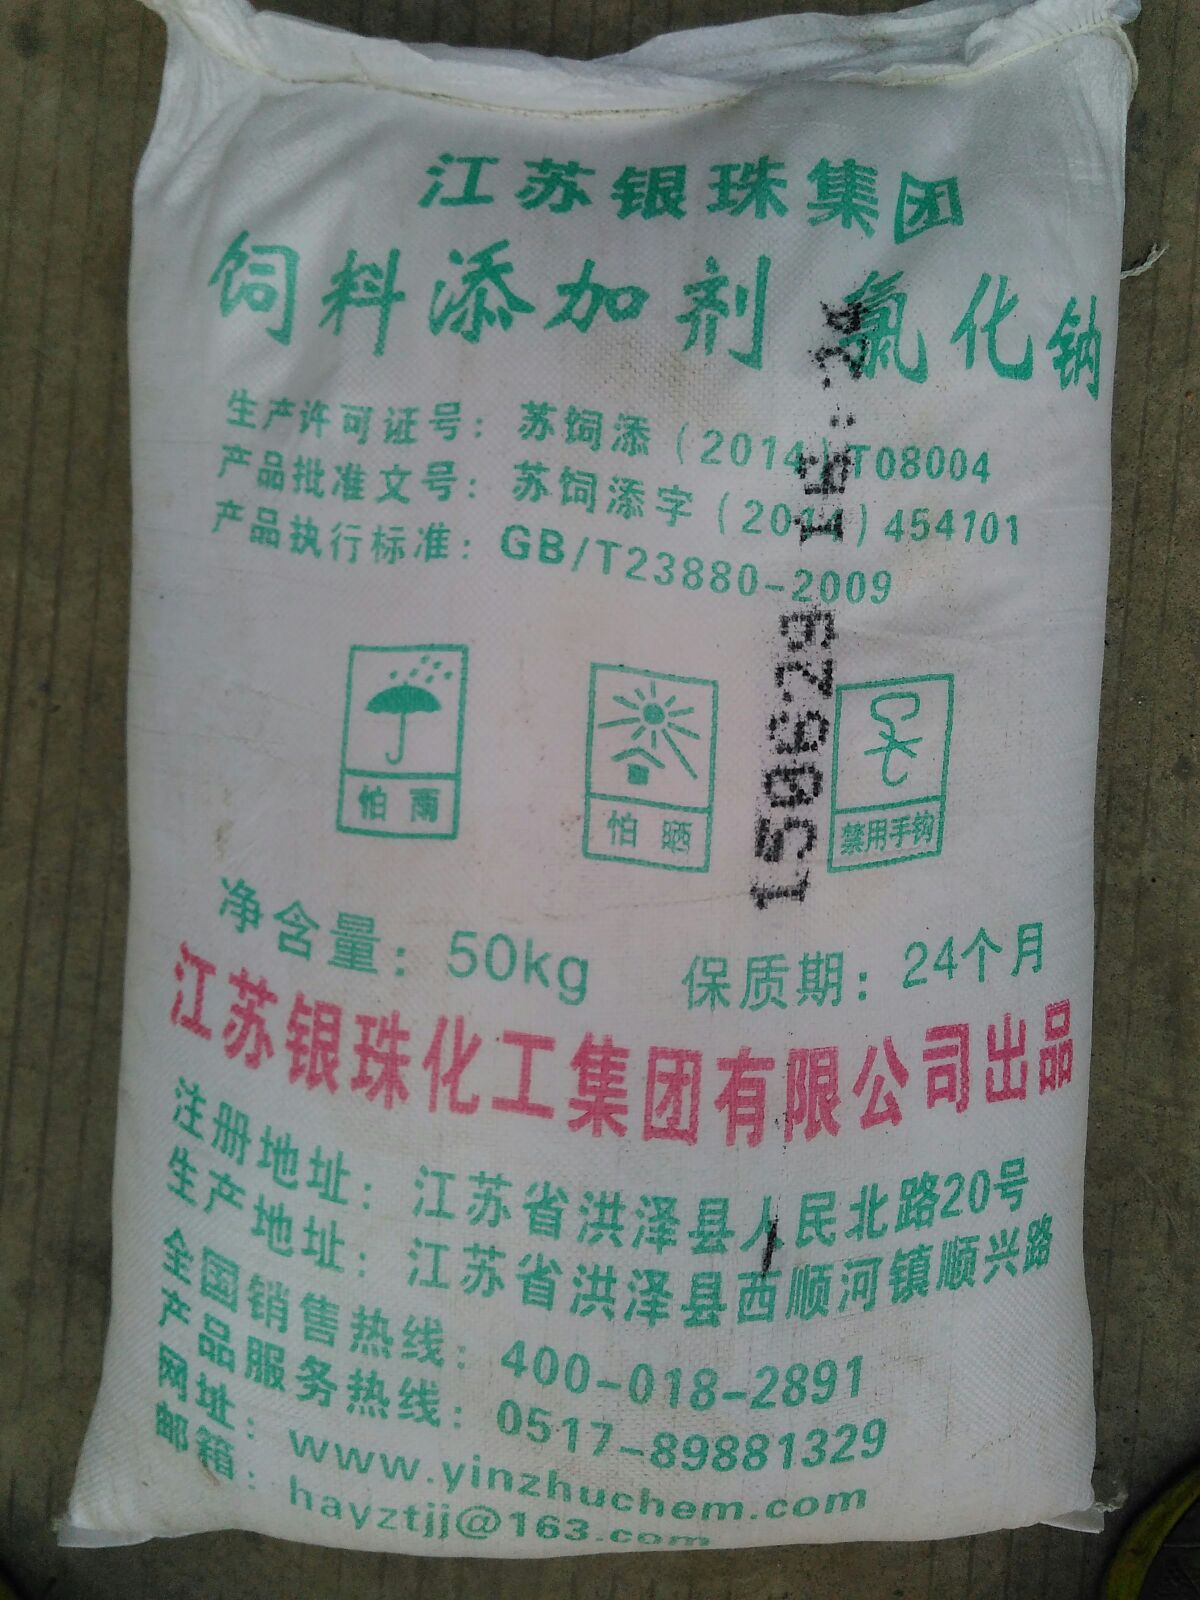 江苏银珠集团
饲料添加剂 氯化钠
生产许可证号：苏饲添（2014）T08004
产品批准文号：苏饲添字（2014）454101
产品执行标准：GB/T23880-2009
150629 15:24
怕雨
怕晒
禁用手钩
净含量：50kg 保质期：24个月
江苏银珠化工集团有限公司出品
注册地址：江苏省洪泽县人民北路20号
生产地址：江苏省洪泽县西顺河镇顺兴路
全国销售热线：400-018-2891
产品服务热线：0517-89881329
网址：www.yinzhuchem.com
邮箱：hayztjj@163.com